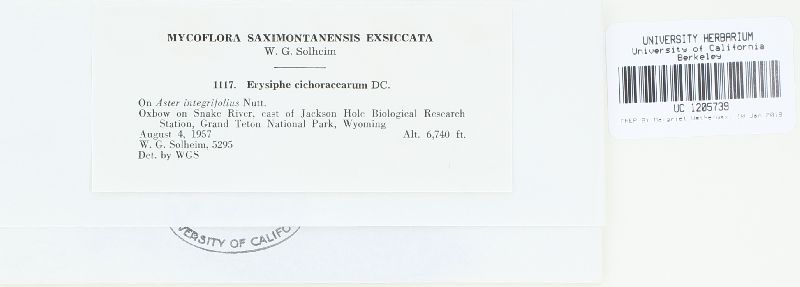 MYCOFLORA SAXIMONTANENSIS EXSICCATA
W. G. Solheim
1117. Erysiphe cichoracearum DC.
On Aster integrifolius Nutt.
Oxbow on Snake River, east of Jackson Hole Biological Research
Station, Grand Teton National Park, Wyoming
August 4, 1957 Alt. 6,740 ft.
W. G. Solheim, 5295
Det. by WGS
VERSITY OF CALIFO
UNIVERSITY HERBARIUM
University of California
Berkeley
UC 1205739